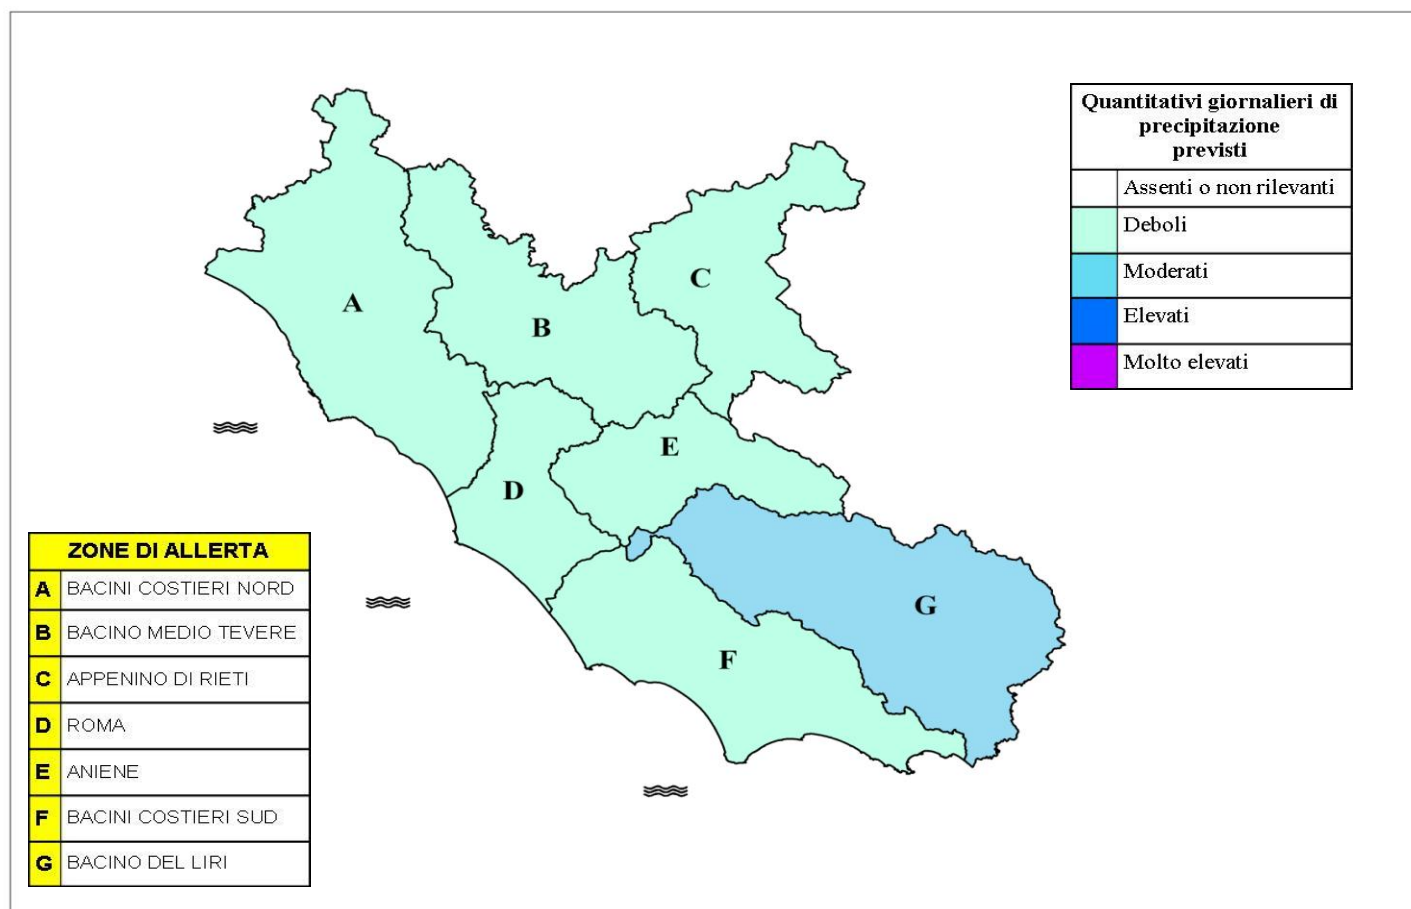 Quantitativi giornalieri di
precipitazione
previsti
Assenti o non rilevanti
Deboli
Moderati
Elevati
Molto elevati
A
B
C
D
E
F
G
ZONE DI ALLERTA
A BACINI COSTIERI NORD
B BACINO MEDIO TEVERE
C APPENINO DI RIETI
D ROMA
E ANIENE
F BACINI COSTIERI SUD
G BACINO DEL LIRI